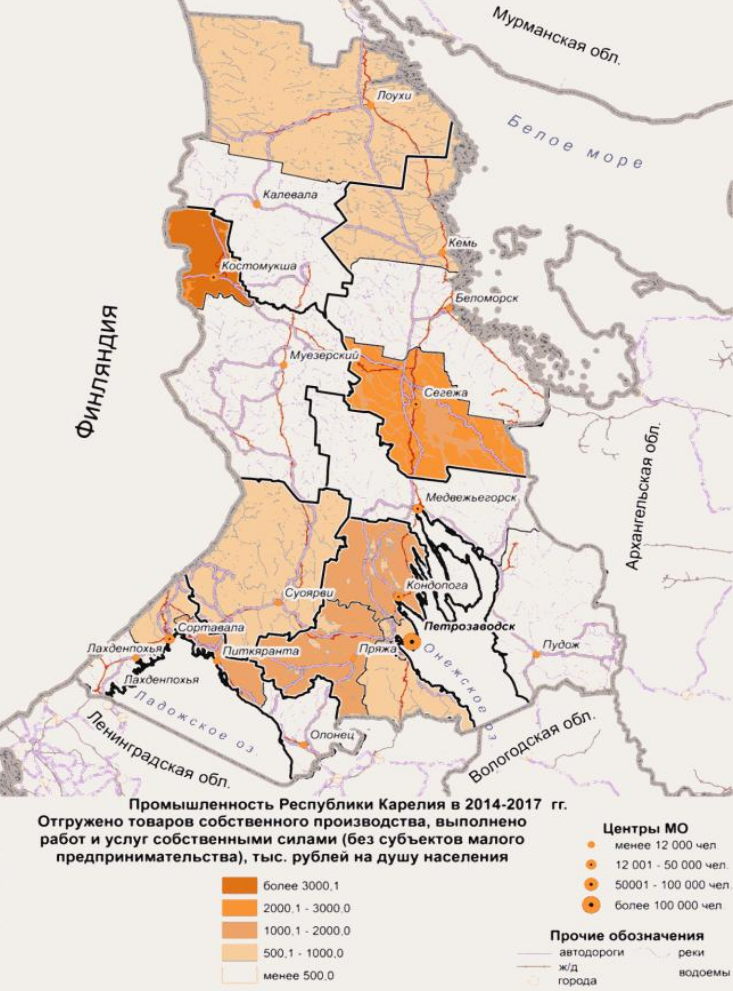 Мурманская обл.
Лоухи
Белое море
Калевала
Кемь
Костомукша
Беломорск
Финляндия
Муезерский
Сегежа
Архангельская обл.
Медвежьегорск
Суоярви
Кондопога
Сортавала
Петрозаводск
Лахденпохья
Питкяранта
Пряжа
Пудож
Лахденпохья
Онежское оз
Ладожское оз.
Олонец
Ленинградская обл.
Вологодская обл.
Промышленность Республики Карелия в 2014-2017 гг.
Отгружено товаров собственного производства, выполнено
работ и услуг собственными силами (без субъектов малого
предпринимательства), тыс. рублей на душу населения
более 3000,1
2000,1 - 3000,0
1000,1 - 2000,0
500,1 - 1000,0
менее 500,0
Центры МО
менее 12 000 чел
12 001 - 50 000 чел.
50001 - 100 000 чел.
более 100 000 чел
Прочие обозначения
автодороги
реки
ж/д
водоемы
города